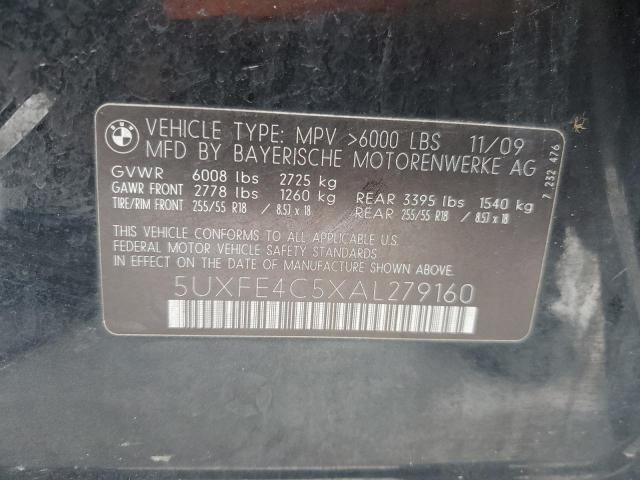 BMW
VEHICLE TYPE: MPV >6000 LBS 11/09
MFD BY BAYERISCHE MOTORENWERKE AG
GVWR 6008 lbs 2725 kg
GAWR FRONT 2778 lbs 1260 kg REAR 3395 lbs 1540 kg
TIRE/RIM FRONT 255/55 R18 / 8.5J x 18 REAR 255/55 R18 / 8.5J x 18
THIS VEHICLE CONFORMS TO ALL APPLICABLE U.S.
FEDERAL MOTOR VEHICLE SAFETY STANDARDS
IN EFFECT ON THE DATE OF MANUFACTURE SHOWN ABOVE.
5UXFE4C5XAL279160
7 232 476